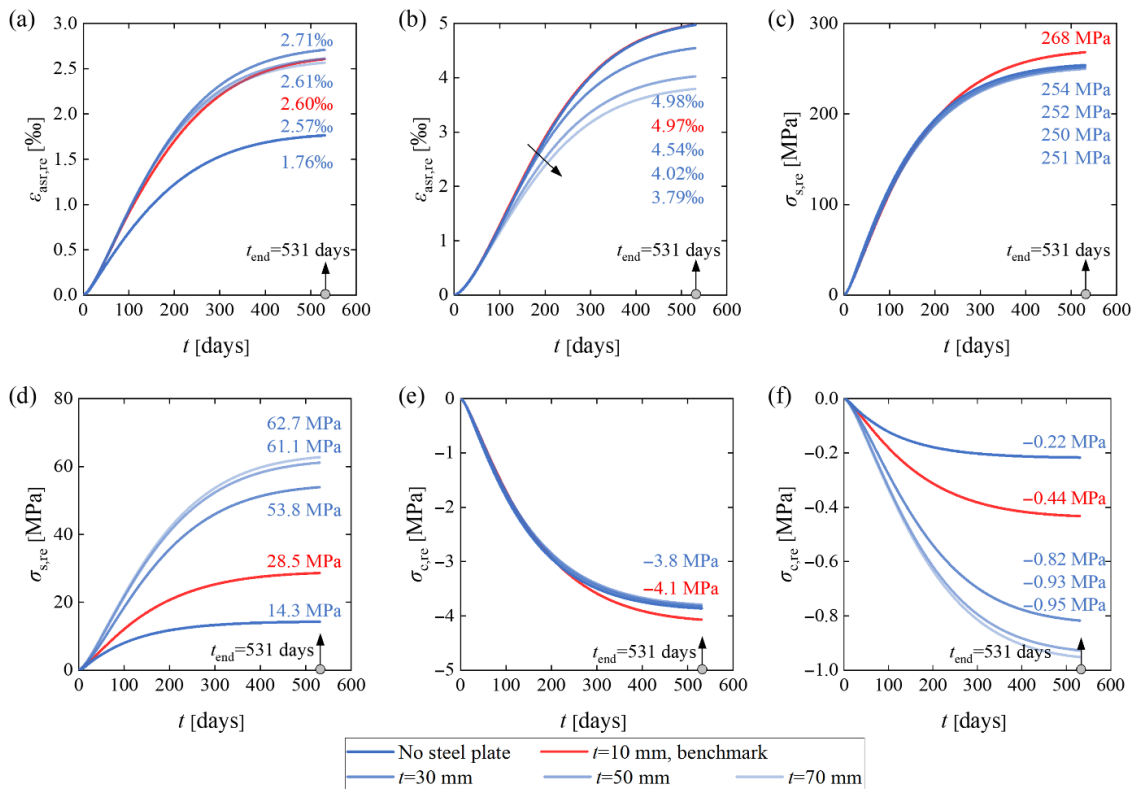 (a)
3.0
2.5
2.0
1.5
1.0
0.5
0.0
εasr,re [‰]
2.71‰
2.61‰
2.60‰
2.57‰
1.76‰
tend=531 days
0 100 200 300 400 500 600
t [days]
(b)
5
4
3
2
1
0
εasr,re [‰]
4.98‰
4.97‰
4.54‰
4.02‰
3.79‰
tend=531 days
0 100 200 300 400 500 600
t [days]
(c)
300
200
100
0
σs,re [MPa]
268 MPa
254 MPa
252 MPa
250 MPa
251 MPa
tend=531 days
0 100 200 300 400 500 600
t [days]
(d)
80
60
40
20
0
σs,re [MPa]
62.7 MPa
61.1 MPa
53.8 MPa
28.5 MPa
14.3 MPa
tend=531 days
0 100 200 300 400 500 600
t [days]
(e)
0
−1
−2
−3
−4
−5
σc,re [MPa]
−3.8 MPa
−4.1 MPa
tend=531 days
0 100 200 300 400 500 600
t [days]
(f)
0.0
−0.2
−0.4
−0.6
−0.8
−1.0
σc,re [MPa]
−0.22 MPa
−0.44 MPa
−0.82 MPa
−0.93 MPa
−0.95 MPa
tend=531 days
0 100 200 300 400 500 600
t [days]
No steel plate t=10 mm, benchmark
t=30 mm t=50 mm t=70 mm